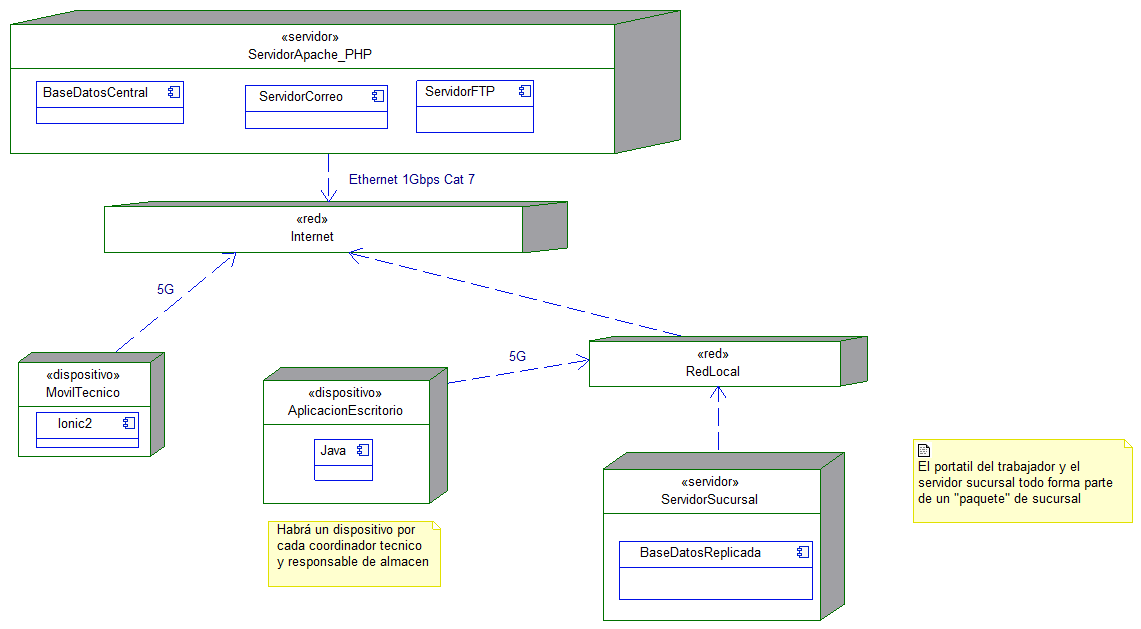 «servidor»
ServidorApache_PHP
BaseDatosCentral
ServidorCorreo
ServidorFTP
Ethernet 1Gbps Cat 7
«red»
Internet
5G
«dispositivo»
MovilTecnico
Ionic2
5G
«dispositivo»
AplicacionEscritorio
Java
«red»
RedLocal
«servidor»
ServidorSucursal
BaseDatosReplicada
El portatil del trabajador y el
servidor sucursal todo forma parte
de un "paquete" de sucursal
Habrá un dispositivo por
cada coordinador tecnico
y responsable de almacen